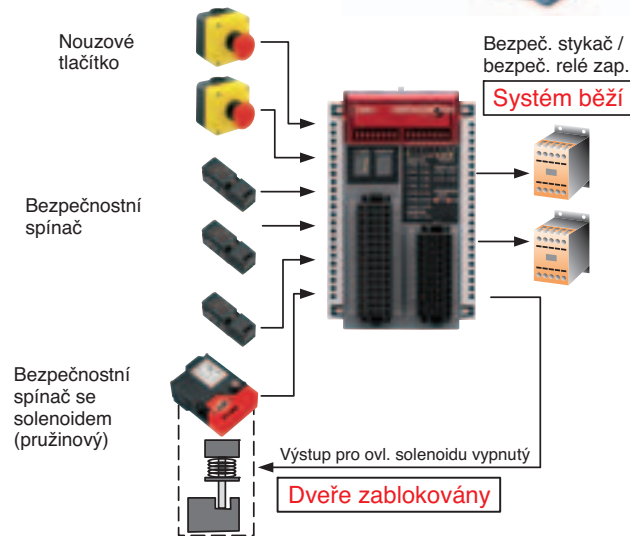 Nouzové
tlačítko
Bezpeč. stykač /
bezpeč. relé zap.
Systém běží
Bezpečnostní
spínač
Bezpečnostní
spínač se
solenoidem
(pružinový)
Výstup pro ovl. solenoidu vypnutý
Dveře zablokovány